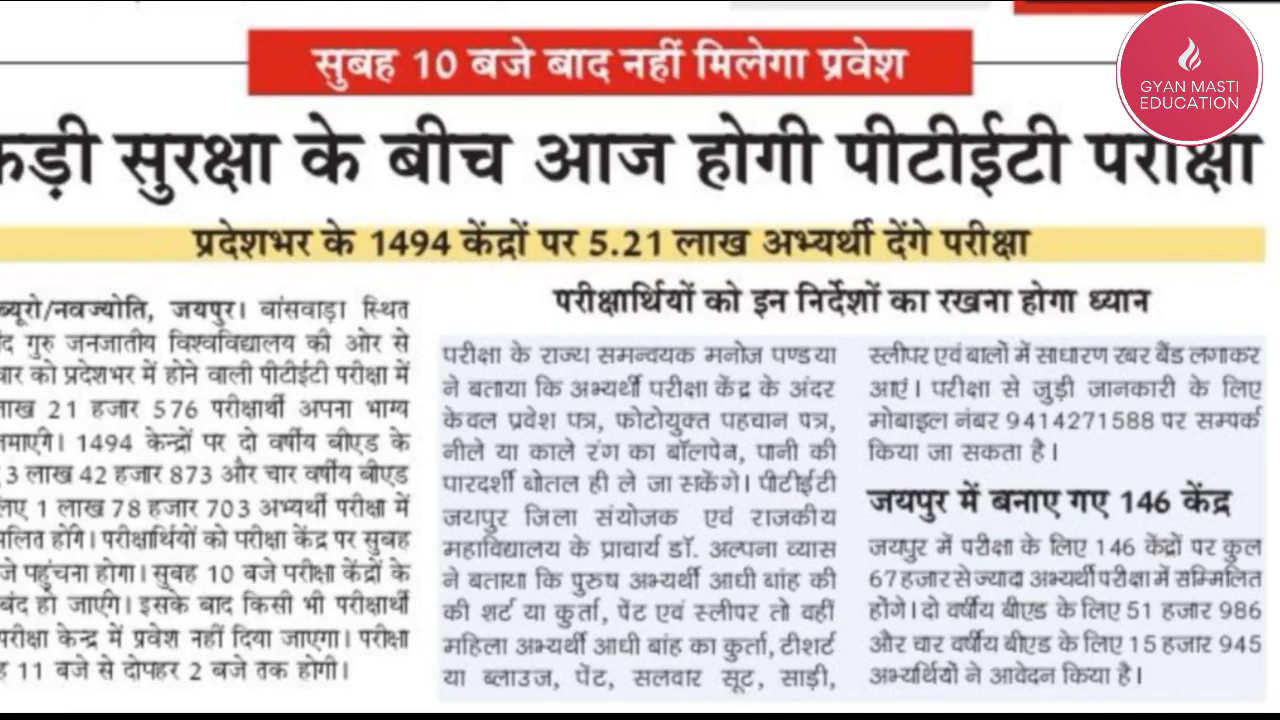 सुबह 10 बजे बाद नहीं मिलेगा प्रवेश
GYAN MASTI
EDUCATION
कड़ी सुरक्षा के बीच आज होगी पीटीईटी परीक्षा
प्रदेशभर के 1494 केंद्रों पर 5.21 लाख अभ्यर्थी देंगे परीक्षा
ब्यूरो/नवज्योति, जयपुर। बांसवाड़ा स्थित
गुरु जनजातीय विश्वविद्यालय की ओर से
को प्रदेशभर में होने वाली पीटीईटी परीक्षा में
21 हजार 576 परीक्षार्थी अपना भाग्य
1494 केन्द्रों पर दो वर्षीय बीएड के
3 लाख 42 हजार 873 और चार वर्षीय बीएड
1 लाख 78 हजार 703 अभ्यर्थी परीक्षा में
होंगे। परीक्षार्थियों को परीक्षा केंद्र पर सुबह
पहुंचना होगा। सुबह 10 बजे परीक्षा केंद्रों के
बंद हो जाएंगे। इसके बाद किसी भी परीक्षार्थी
परीक्षा केन्द्र में प्रवेश नहीं दिया जाएगा। परीक्षा
11 बजे से दोपहर 2 बजे तक होगी।
परीक्षार्थियों को इन निर्देशों का रखना होगा ध्यान
परीक्षा के राज्य समन्वयक मनोज पण्डया
ने बताया कि अभ्यर्थी परीक्षा केंद्र के अंदर
केवल प्रवेश पत्र, फोटोयुक्त पहचान पत्र,
नीले या काले रंग का बॉलपेन, पानी की
पारदर्शी बोतल ही ले जा सकेंगे। पीटीईटी
जयपुर जिला संयोजक एवं राजकीय
महाविद्यालय के प्राचार्य डॉ. अल्पना व्यास
ने बताया कि पुरुष अभ्यर्थी आधी बांह की
की शर्ट या कुर्ता, पेंट एवं स्लीपर तो वहीं
महिला अभ्यर्थी आधी बांह का कुर्ता, टीशर्ट
या ब्लाउज, पेंट, सलवार सूट, साड़ी,
स्लीपर एवं बालों में साधारण रबर बैंड लगाकर
आएं। परीक्षा से जुड़ी जानकारी के लिए
मोबाइल नंबर 9414271588 पर सम्पर्क
किया जा सकता है।
जयपुर में बनाए गए 146 केंद्र
जयपुर में परीक्षा के लिए 146 केंद्रों पर कुल
67 हजार से ज्यादा अभ्यर्थी परीक्षा में सम्मिलित
होंगे। दो वर्षीय बीएड के लिए 51 हजार 986
और चार वर्षीय बीएड के लिए 15 हजार 945
अभ्यर्थियों ने आवेदन किया है।